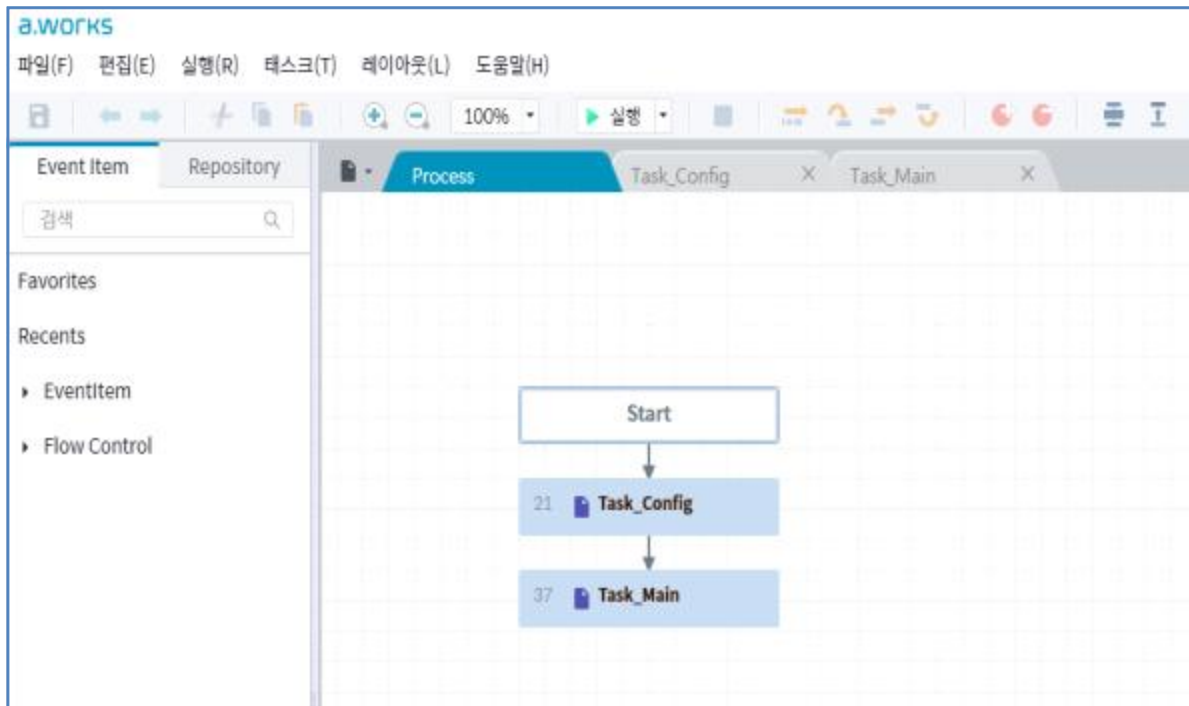 a.works
파일(F) 편집(E) 실행(R) 태스크(T) 레이아웃(L) 도움말(H)
100% 실행
Event Item Repository
Process Task_Config Task_Main
검색
Favorites
Recents
EventItem
Flow Control
Start
21 Task_Config
37 Task_Main